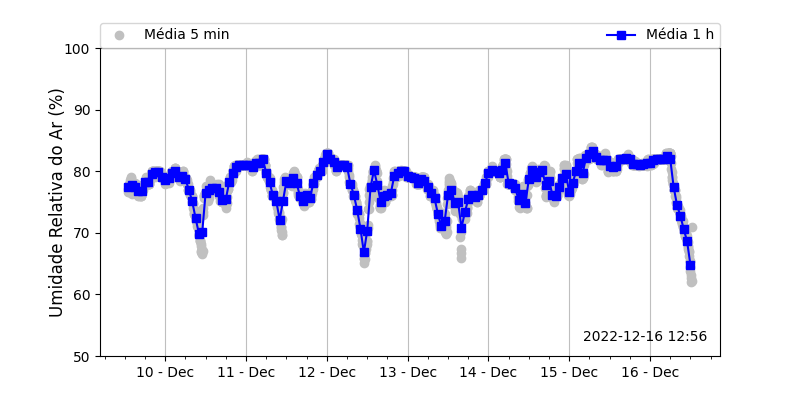 Média 5 min
Média 1 h
Umidade Relativa do Ar (%)
100
90
80
70
60
50
2022-12-16 12:56
10 - Dec
11 - Dec
12 - Dec
13 - Dec
14 - Dec
15 - Dec
16 - Dec